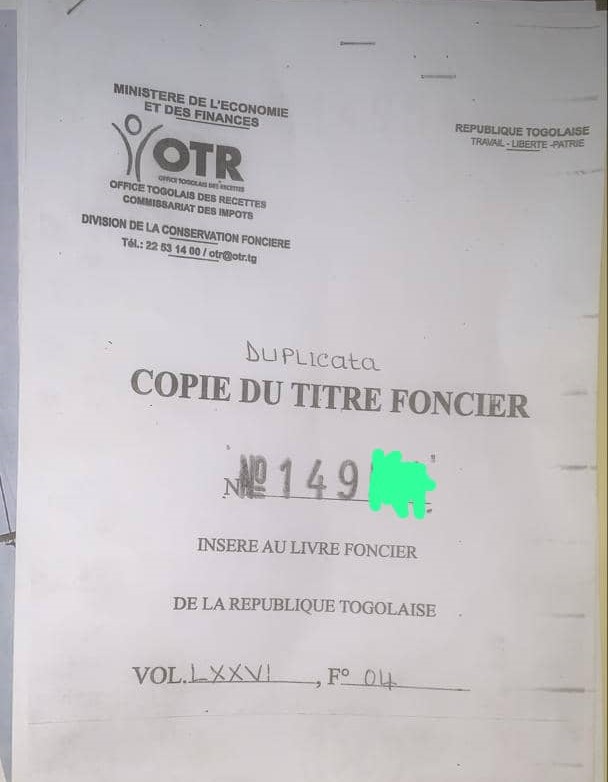 MINISTERE DE L'ECONOMIE
ET DES FINANCES
OTR
OFFICE TOGOLAIS DES RECETTES
OFFICE TOGOLAIS DES RECETTES
COMMISSARIAT DES IMPOTS
DIVISION DE LA CONSERVATION FONCIERE
Tél.: 22 53 14 00 / otr@otr.tg
REPUBLIQUE TOGOLAISE
TRAVAIL - LIBERTE -PATRIE
DUPLICata
COPIE DU TITRE FONCIER
N Nº 149
INSERE AU LIVRE FONCIER
DE LA REPUBLIQUE TOGOLAISE
VOL. LXXVI, F° 04